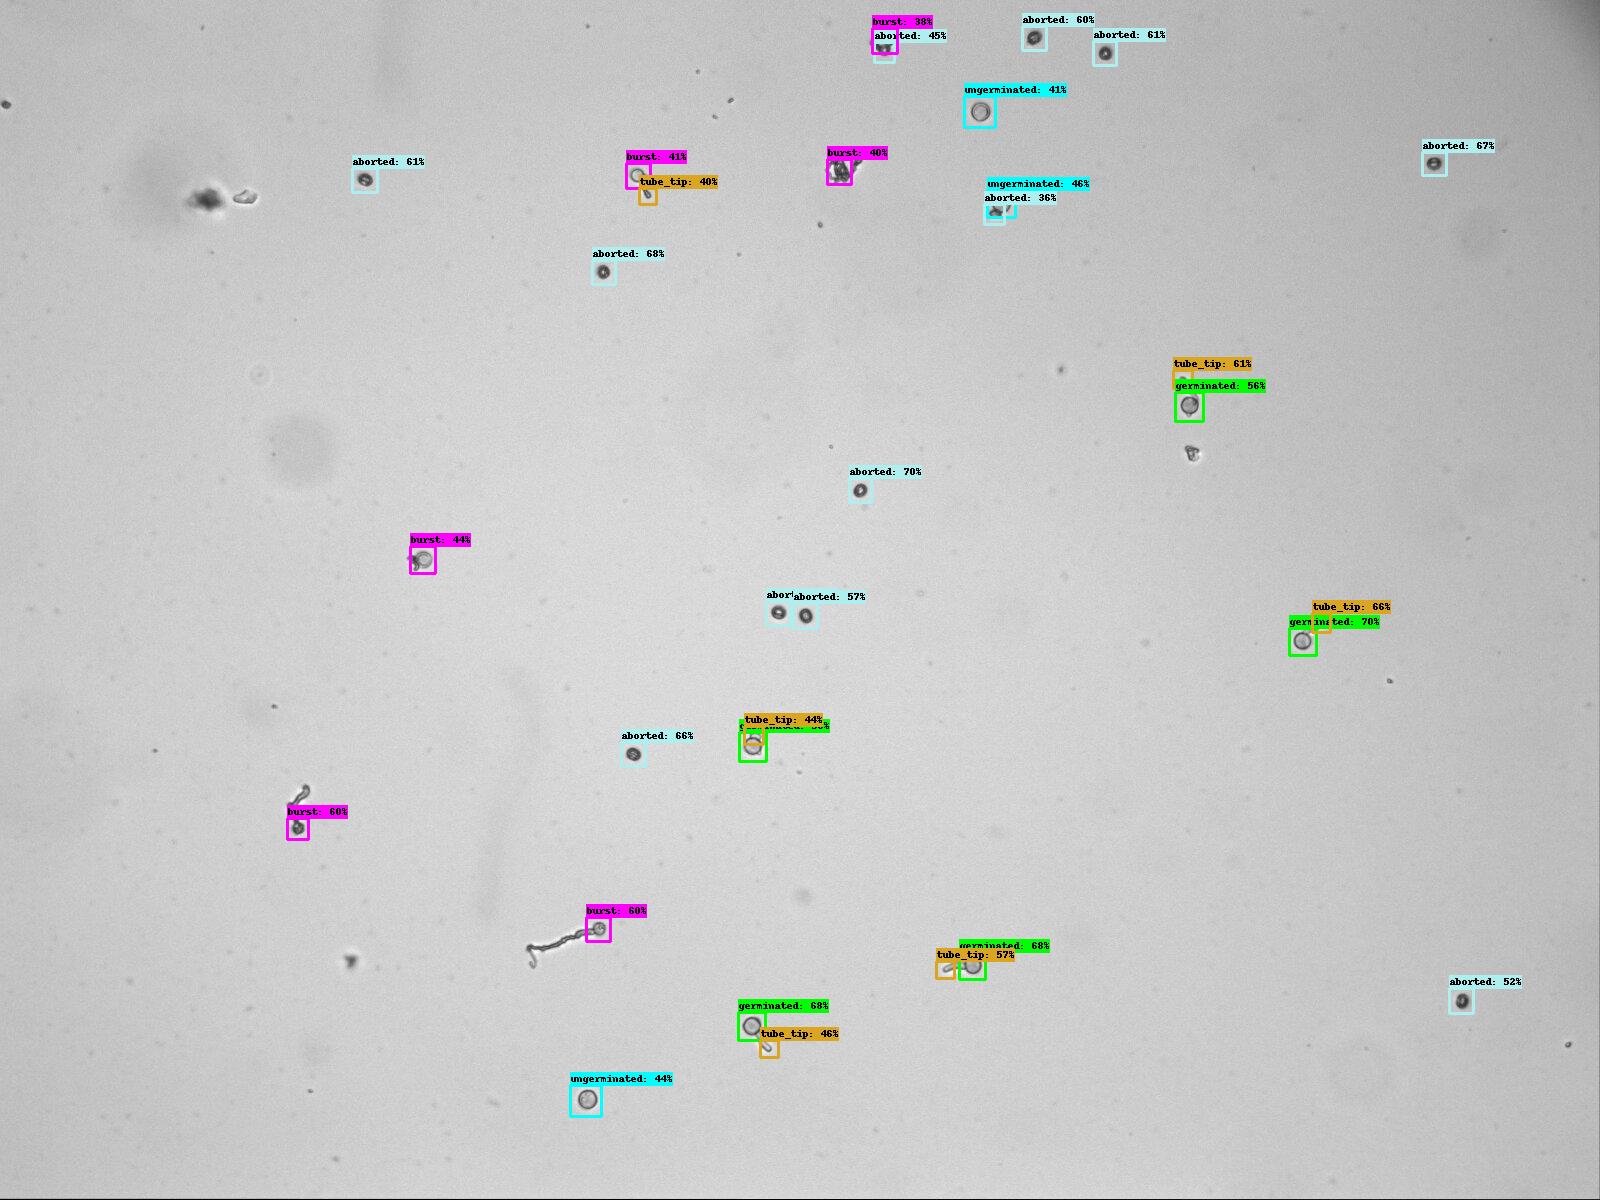 aborted: 60%
burst: 38%
aborted: 45%
aborted: 61%
ungerminated: 41%
aborted: 67%
burst: 40%
burst: 41%
aborted: 61%
tube_tip: 40%
ungerminated: 46%
aborted: 36%
aborted: 68%
tube_tip: 61%
germinated: 56%
aborted: 70%
burst: 44%
aborted: 57%
tube_tip: 66%
germinated: 70%
tube_tip: 44%
aborted: 66%
burst: 60%
burst: 60%
germinated: 68%
tube_tip: 57%
aborted: 52%
germinated: 68%
tube_tip: 46%
ungerminated: 44%